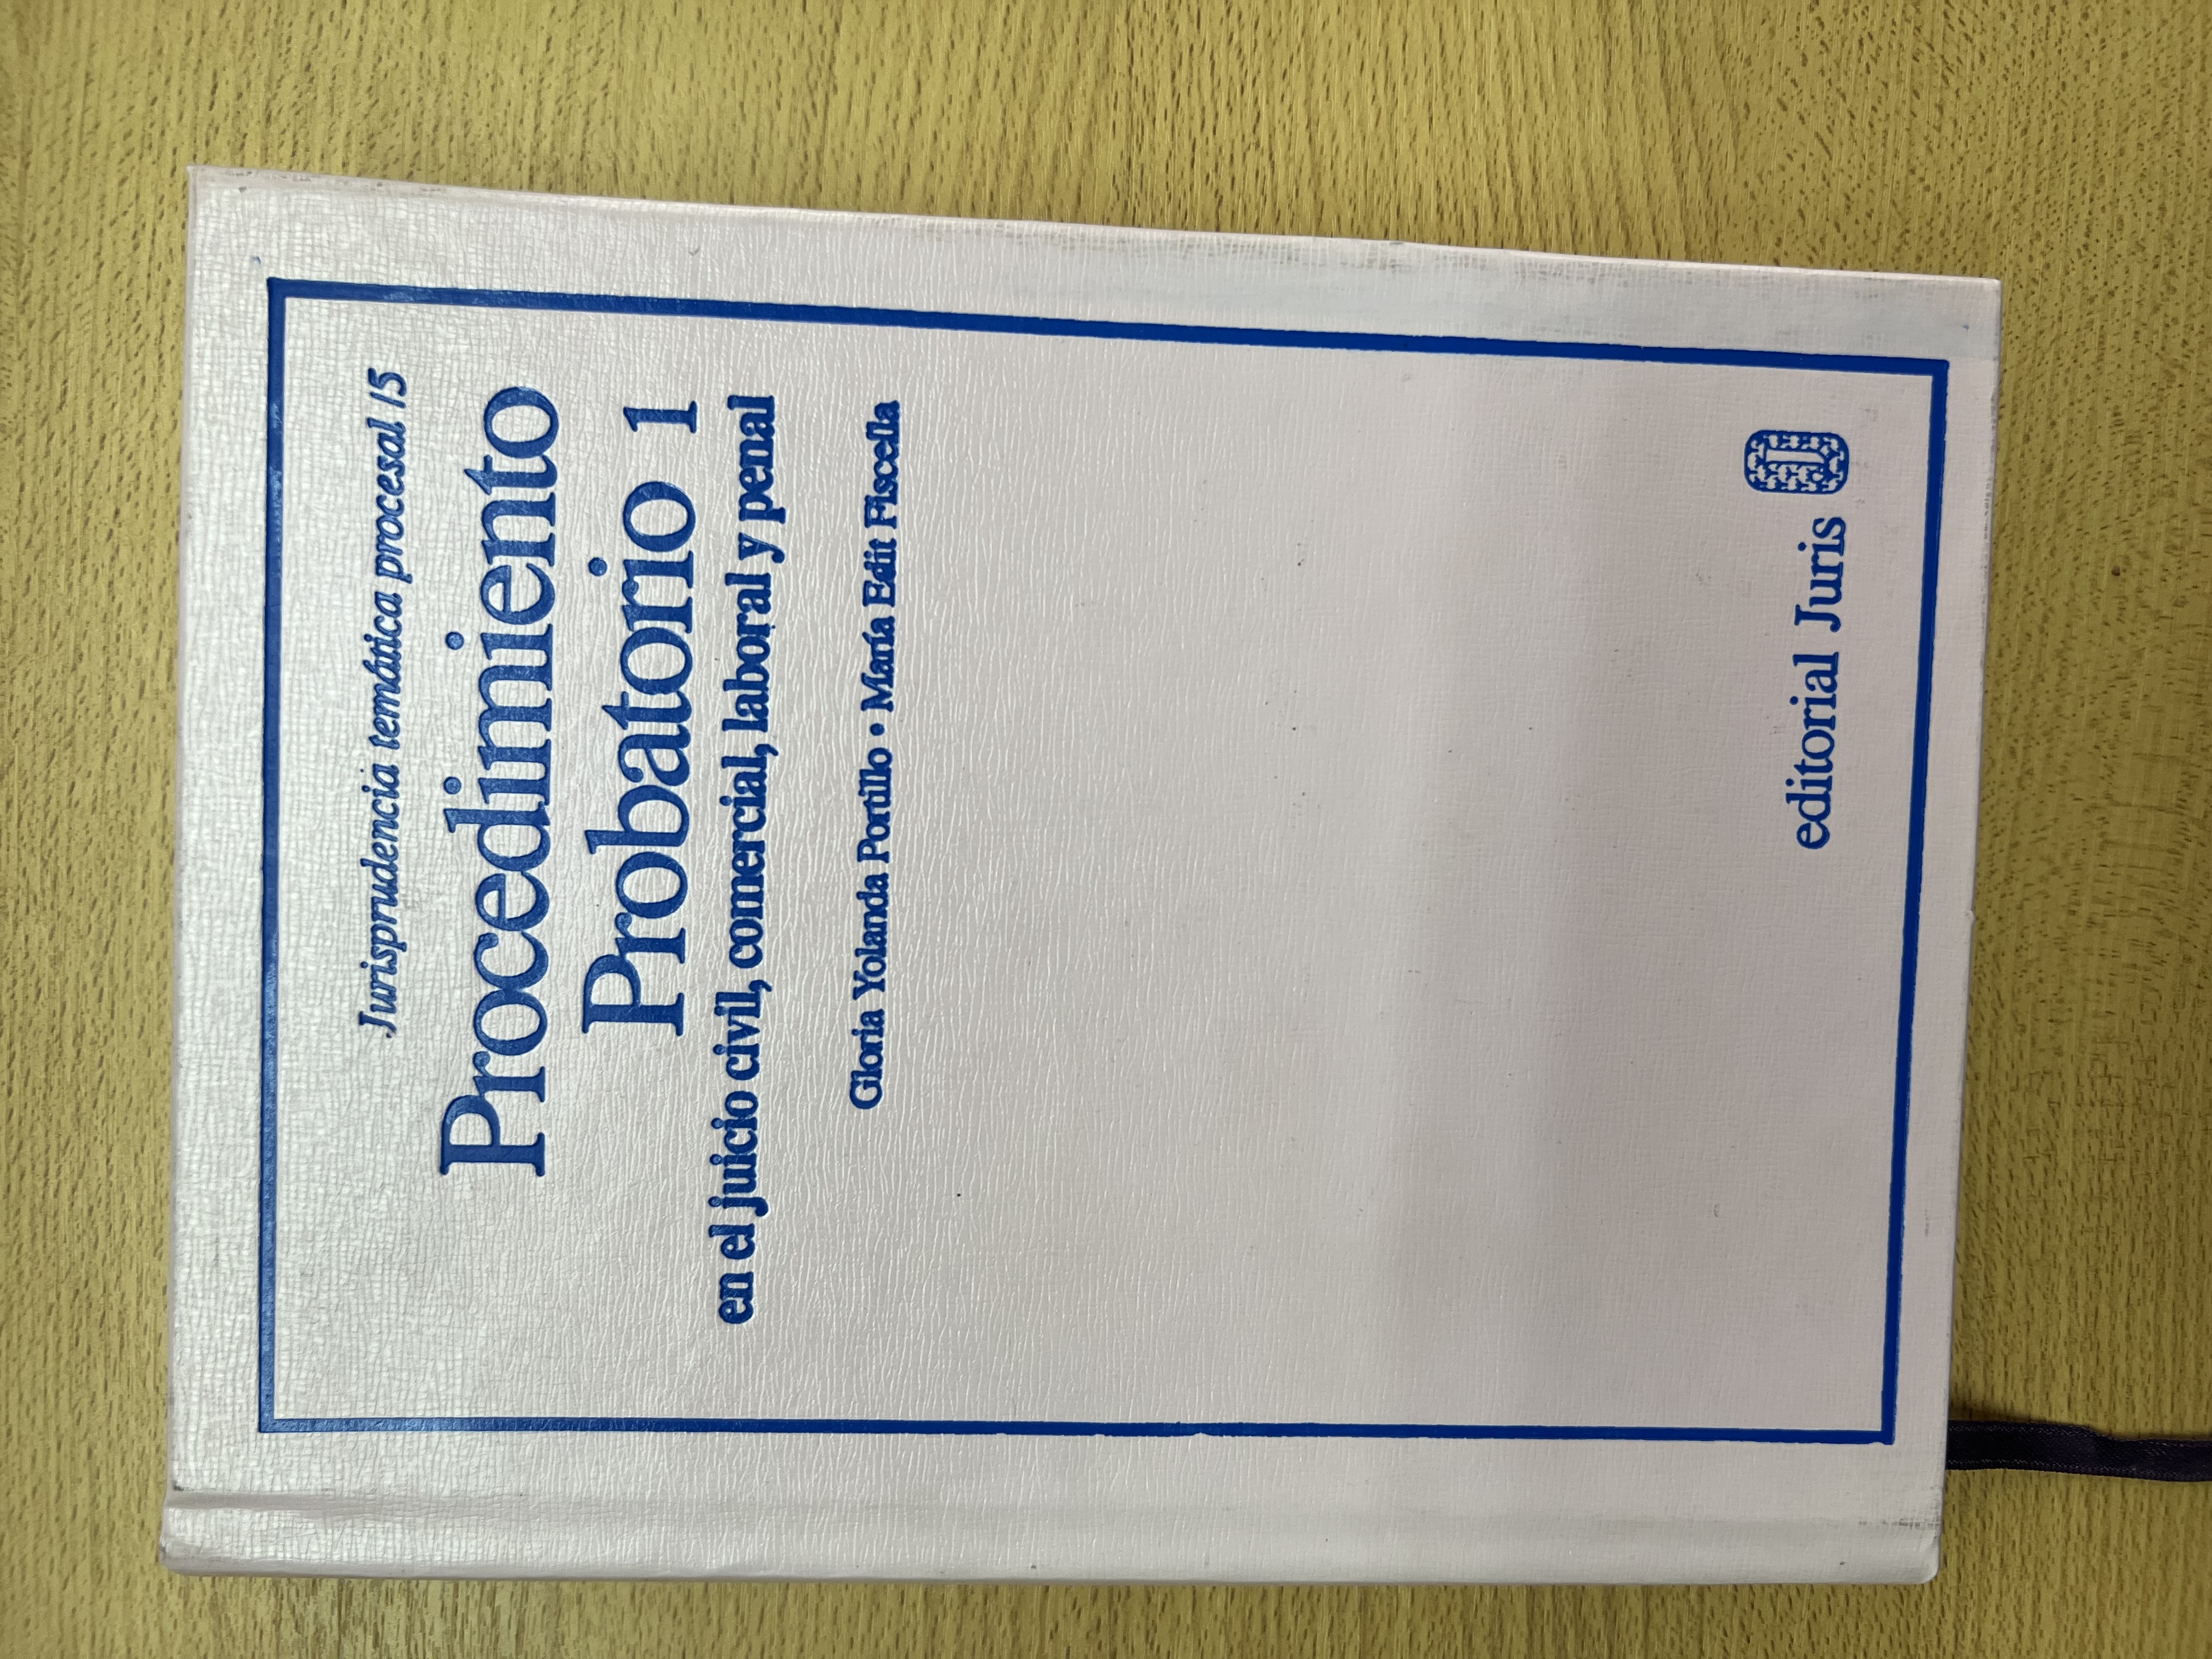 Jurisprudencia temática procesal 15
Procedimiento
Probatorio 1
en el juicio civil, comercial, laboral y penal
Gloria Yolanda Portillo • María Edit Fiscella
editorial Juris